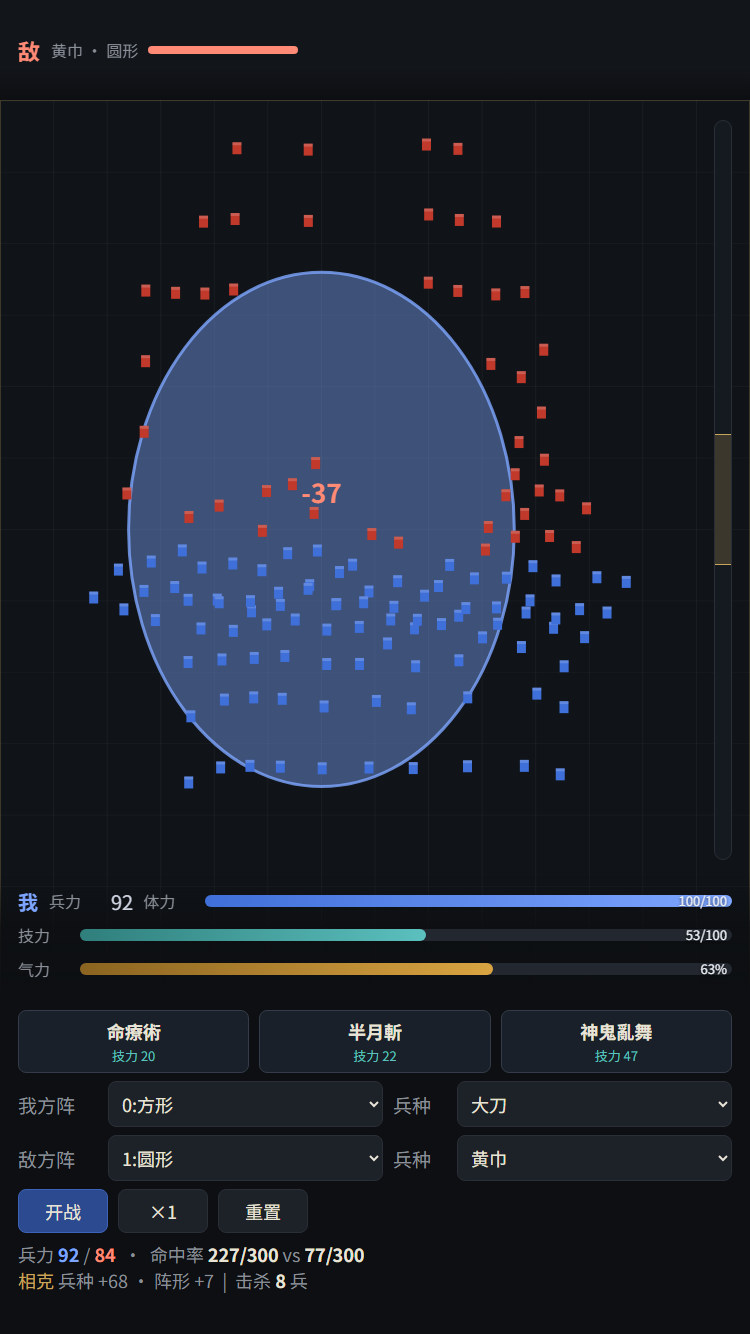 敌 黄巾 • 圆形
-37
我 兵力 92 体力 100/100
技力 53/100
气力 63%
命療術 半月斬 神鬼亂舞
技力 20 技力 22 技力 47
我方阵 0:方形 兵种 大刀
敌方阵 1:圆形 兵种 黄巾
开战 ×1 重置
兵力 92 / 84 • 命中率 227/300 vs 77/300
相克 兵种 +68 • 阵形 +7 | 击杀 8 兵